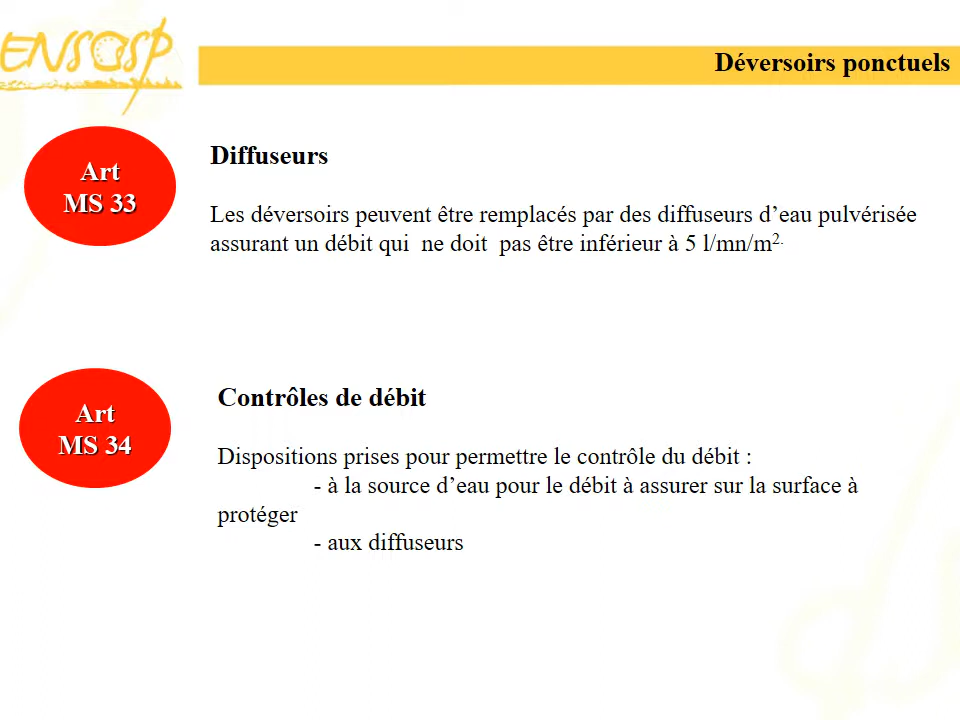 ENSOSP
Déversoirs ponctuels
Art
MS 33
Diffuseurs
Les déversoirs peuvent être remplacés par des diffuseurs d’eau pulvérisée
assurant un débit qui ne doit pas être inférieur à 5 l/mn/m².
Art
MS 34
Contrôles de débit
Dispositions prises pour permettre le contrôle du débit :
- à la source d’eau pour le débit à assurer sur la surface à
protéger
- aux diffuseurs